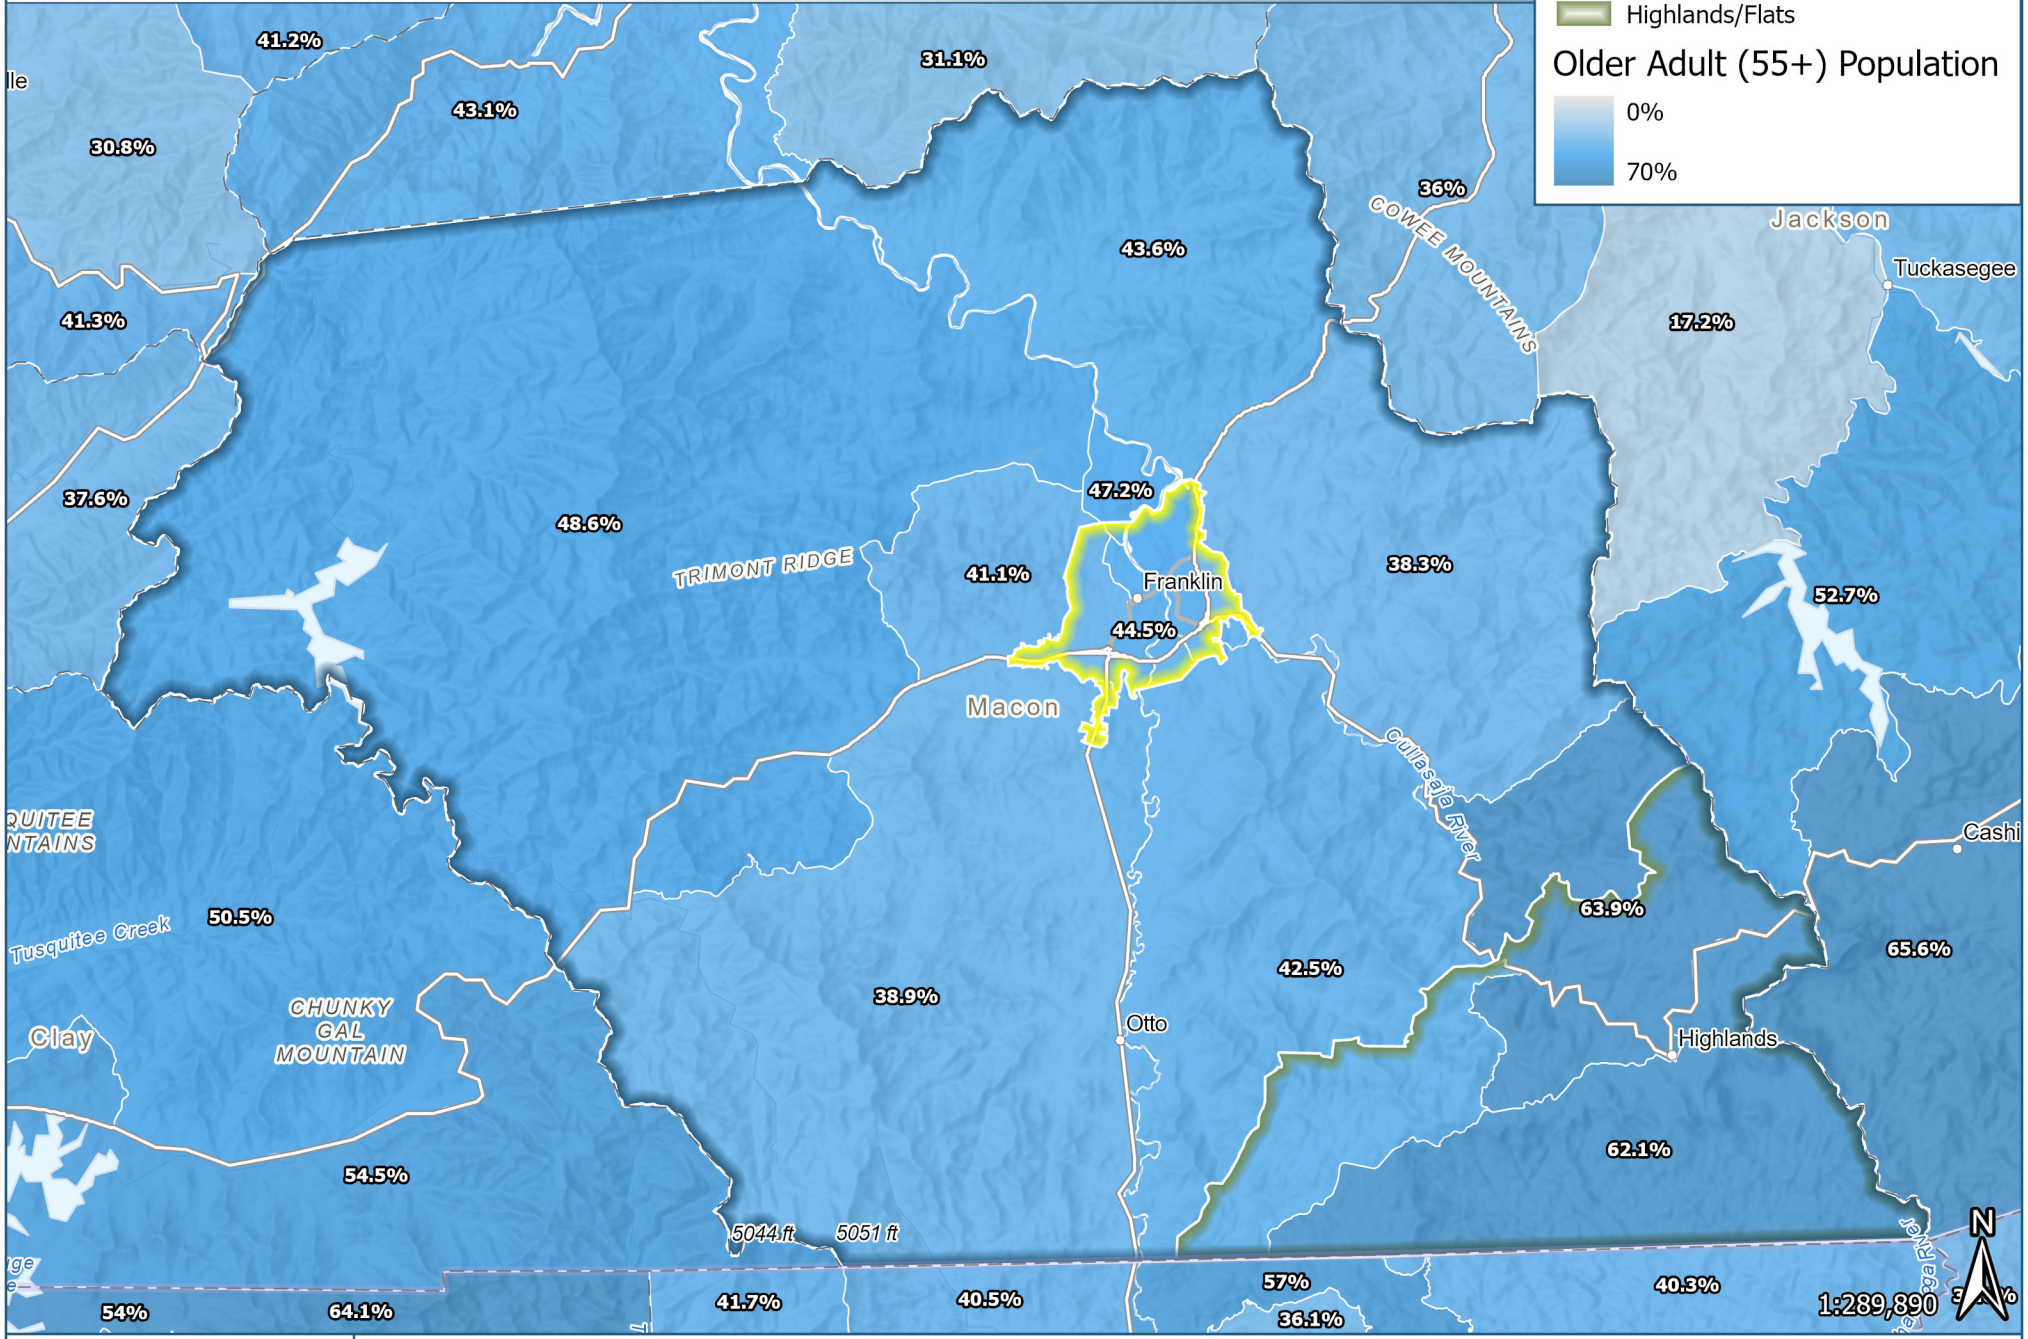 Highlands/Flats
Older Adult (55+) Population
0%
70%
41.2%
31.1%
lle
43.1%
30.8%
36%
COWEE MOUNTAINS
Jackson
43.6%
Tuckasegee
41.3%
17.2%
47.2%
37.6%
48.6%
TRIMONT RIDGE
41.1%
38.3%
Franklin
52.7%
44.5%
Macon
Cullasaja River
QUITEE
NTAINS
Cashi
50.5%
63.9%
Tusquitee Creek
65.6%
42.5%
38.9%
CHUNKY
GAL
MOUNTAIN
Clay
Otto
Highlands
62.1%
54.5%
5044 ft
5051 ft
N
ge
e
57%
40.3%
54%
64.1%
41.7%
40.5%
36.1%
1:289,890